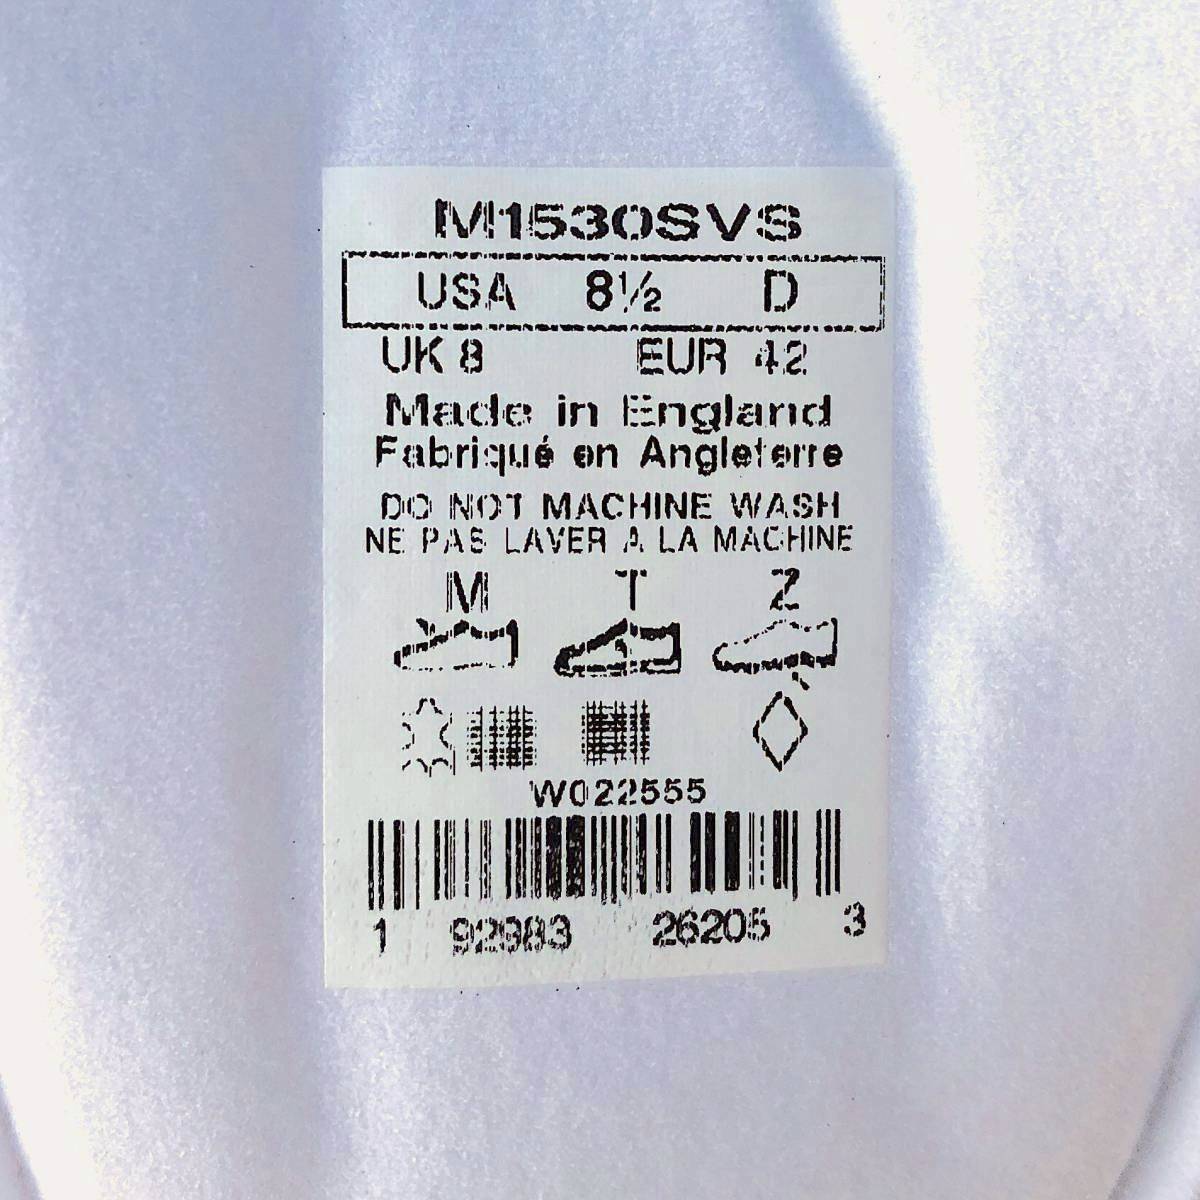 M1530SVS
USA 8½ D
UK 8 EUR 42
Made in England
Fabriqué en Angleterre
DO NOT MACHINE WASH
NE PAS LAVER A LA MACHINE
M T Z
W022555
1 92983 26205 3